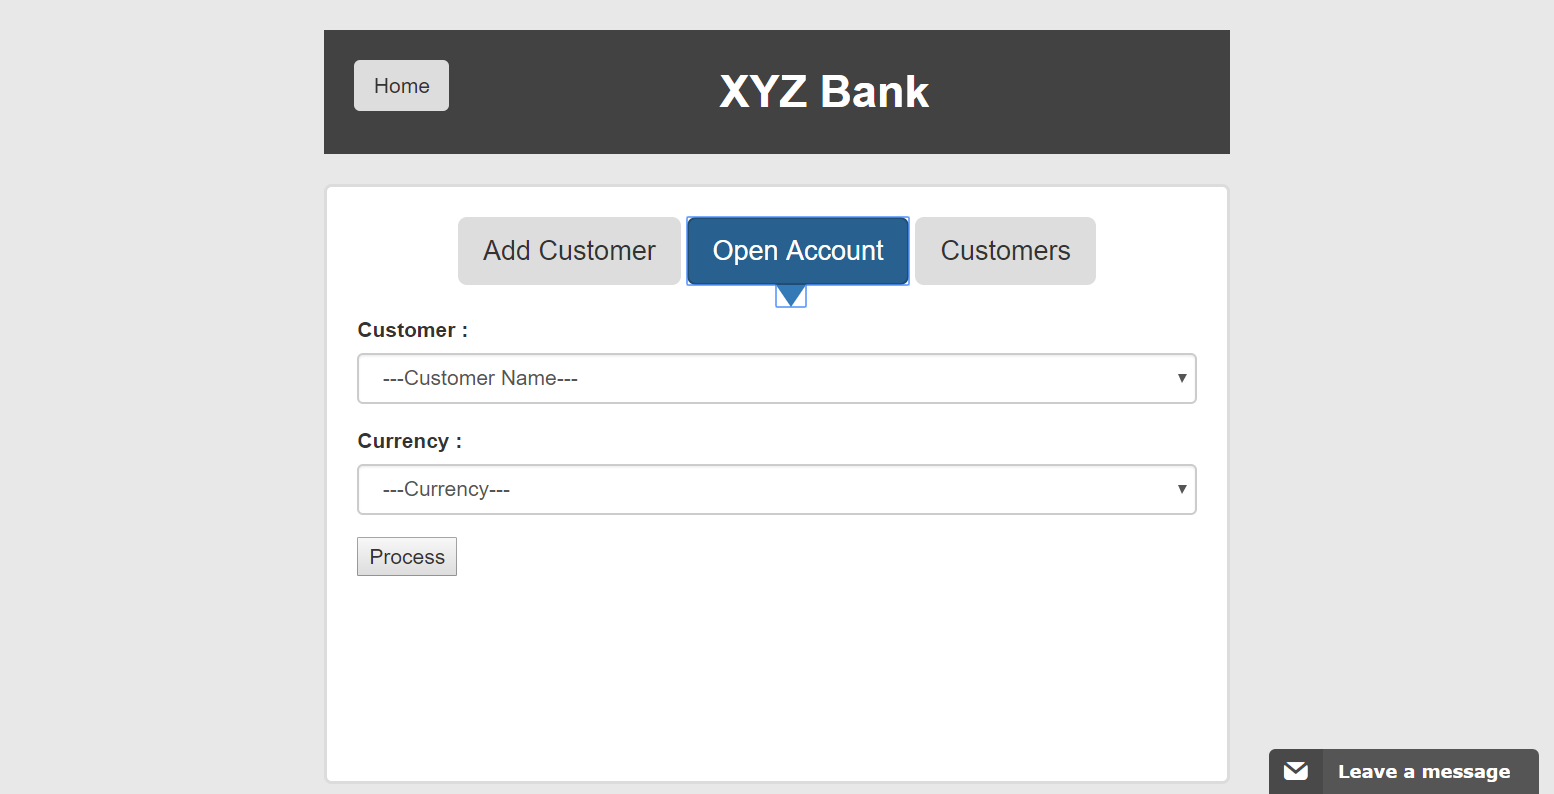 Home
XYZ Bank
Add Customer
Open Account
Customers
Customer :
---Customer Name---
Currency :
---Currency---
Process
Leave a message